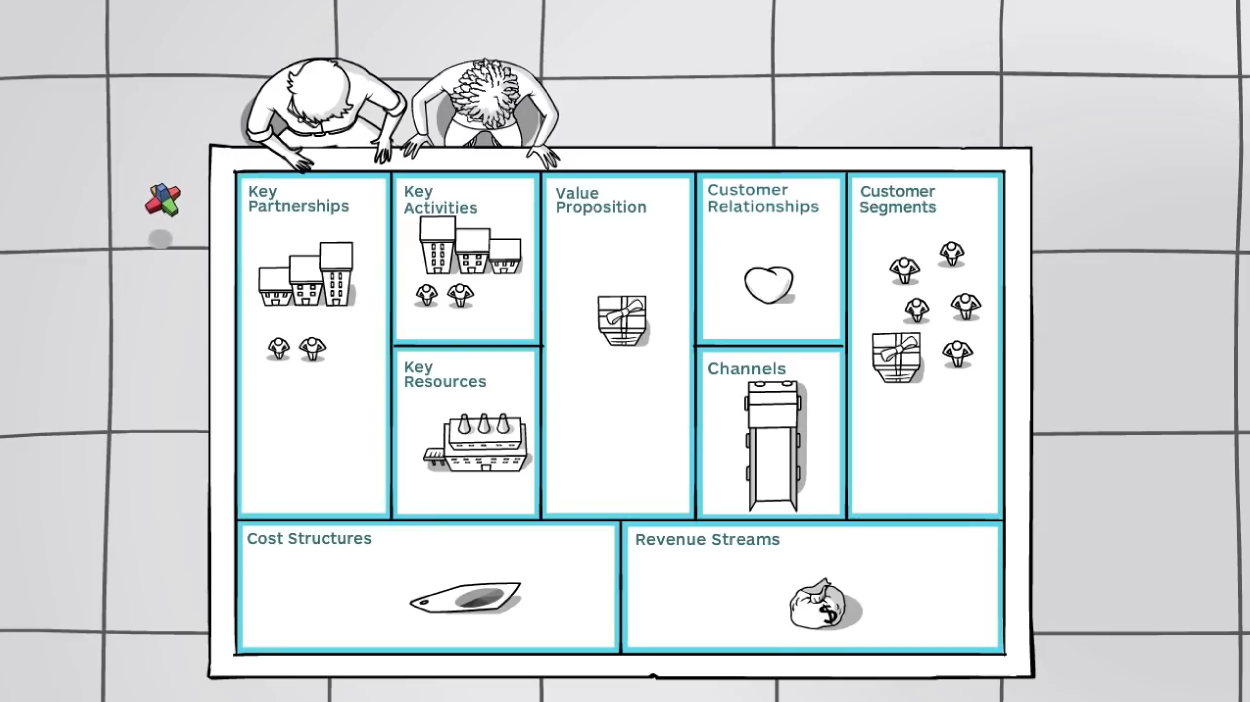 Key
Partnerships
Key
Activities
Value
Proposition
Customer
Relationships
Customer
Segments
Key
Resources
Channels
Cost Structures
Revenue Streams
$